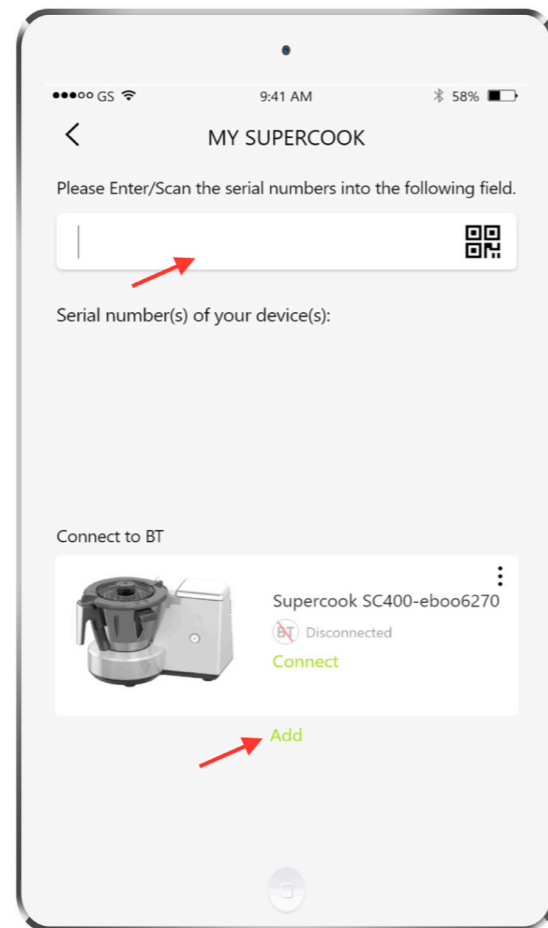 GS 9:41 AM 58%
MY SUPERCOOK
Please Enter/Scan the serial numbers into the following field.
Serial number(s) of your device(s):
Connect to BT
Supercook SC400-eboo6270
BT Disconnected
Connect
Add